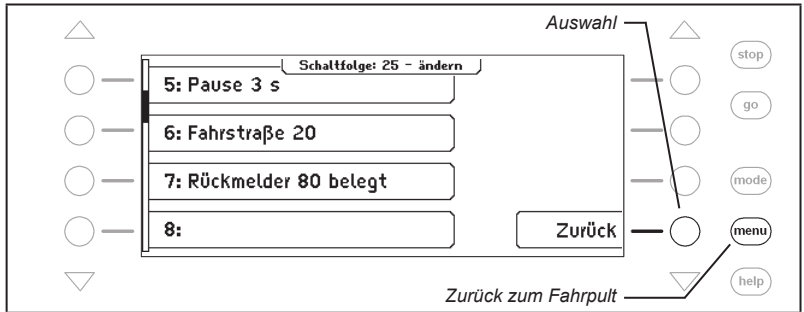 Auswahl
stop
Schaltfolge: 25 - ändern
5: Pause 3 s
go
6: Fahrstraße 20
7: Rückmelder 80 belegt
mode
8:
Zurück
menu
help
Zurück zum Fahrpult